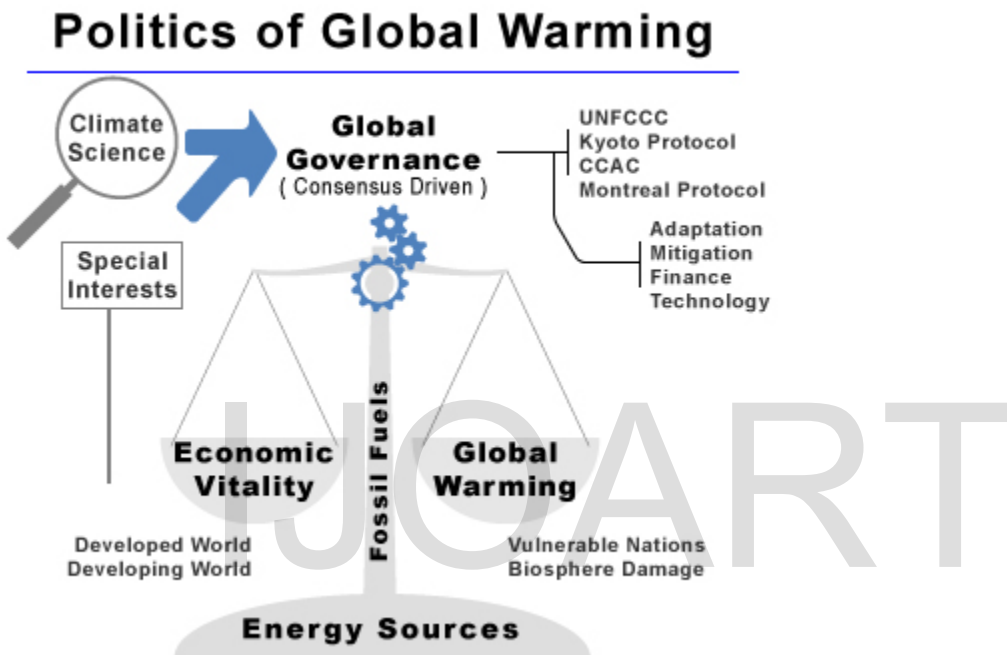 Politics of Global Warming
Climate
Science
Global
Governance
( Consensus Driven )
UNFCCC
Kyoto Protocol
CCAC
Montreal Protocol
Adaptation
Mitigation
Finance
Technology
Special
Interests
Economic
Vitality
Fossil Fuels
Global
Warming
IJOART
Developed World
Developing World
Vulnerable Nations
Biosphere Damage
Energy Sources